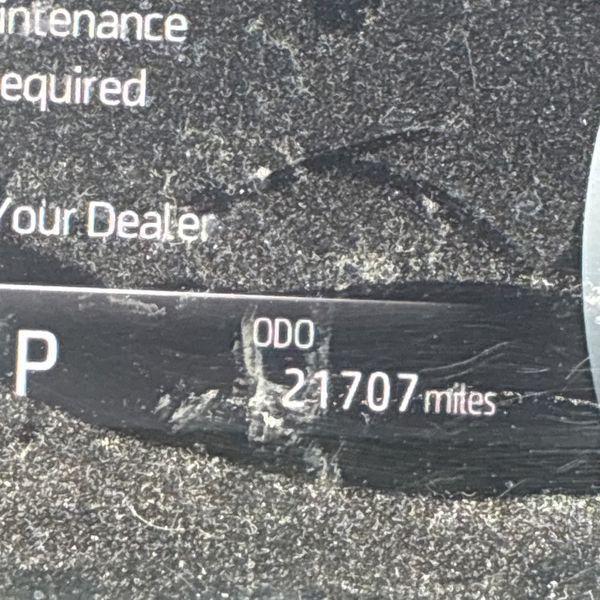 intenance
equired
Your Dealer
P
ODO
21707 miles